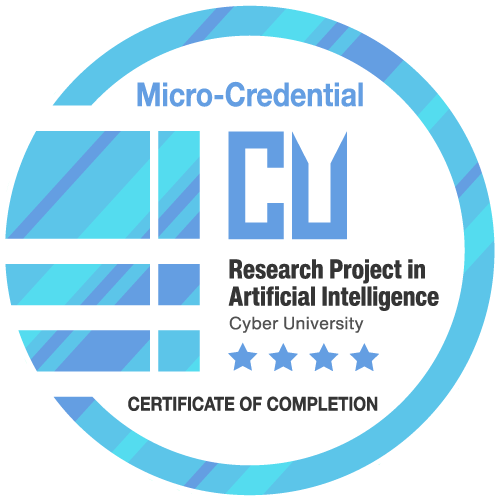 Micro-Credential
CU
Research Project in
Artificial Intelligence
Cyber University
CERTIFICATE OF COMPLETION